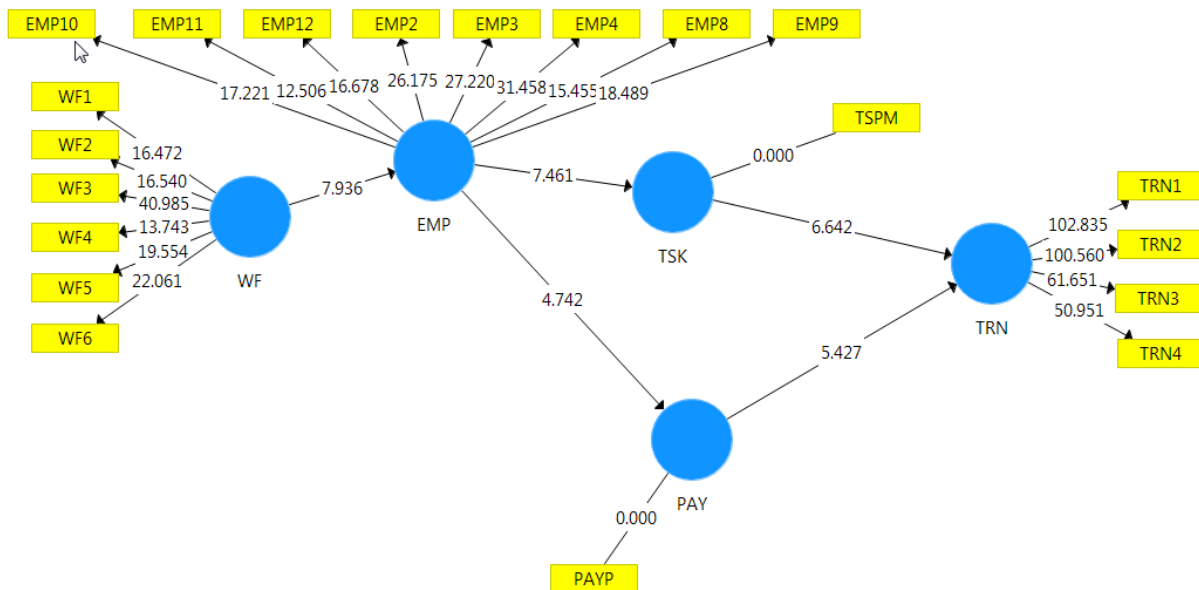 EMP10 EMP11 EMP12 EMP2 EMP3 EMP4 EMP8 EMP9
17.221 12.506 16.678 26.175 27.220 31.458 15.455 18.489
WF1
WF2
WF3
WF4
WF5
WF6
16.472
16.540
40.985
13.743
19.554
22.061
WF
7.936
EMP
7.461
4.742
TSPM
0.000
TSK
6.642
PAYP
0.000
PAY
5.427
TRN
102.835
100.560
61.651
50.951
TRN1
TRN2
TRN3
TRN4